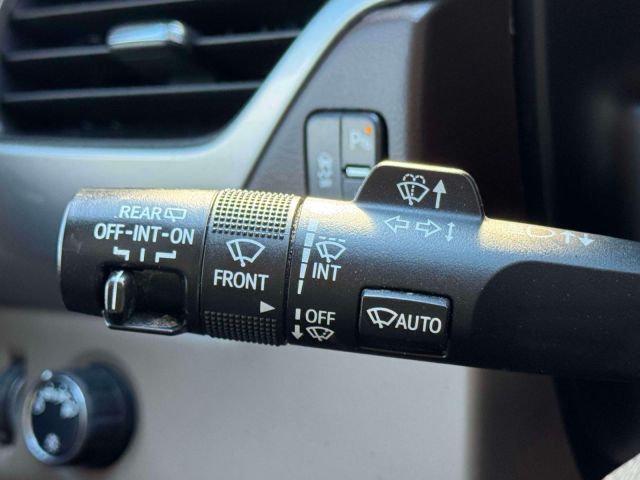 P
REAR
OFF-INT-ON
FRONT
INT
OFF
AUTO